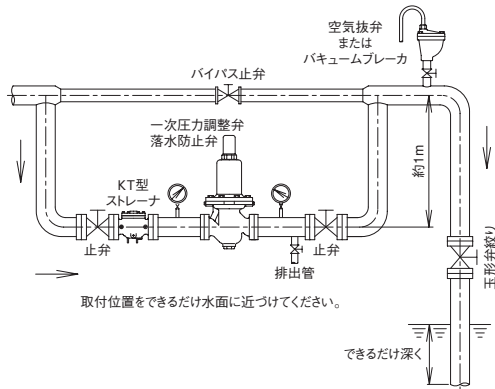 空気抜弁
または
バキュームブレーカ
バイパス止弁
一次圧力調整弁
落水防止弁
KT型
ストレーナ
約1m
止弁
止弁
排出管
玉形弁絞り
取付位置をできるだけ水面に近づけてください。
できるだけ深く